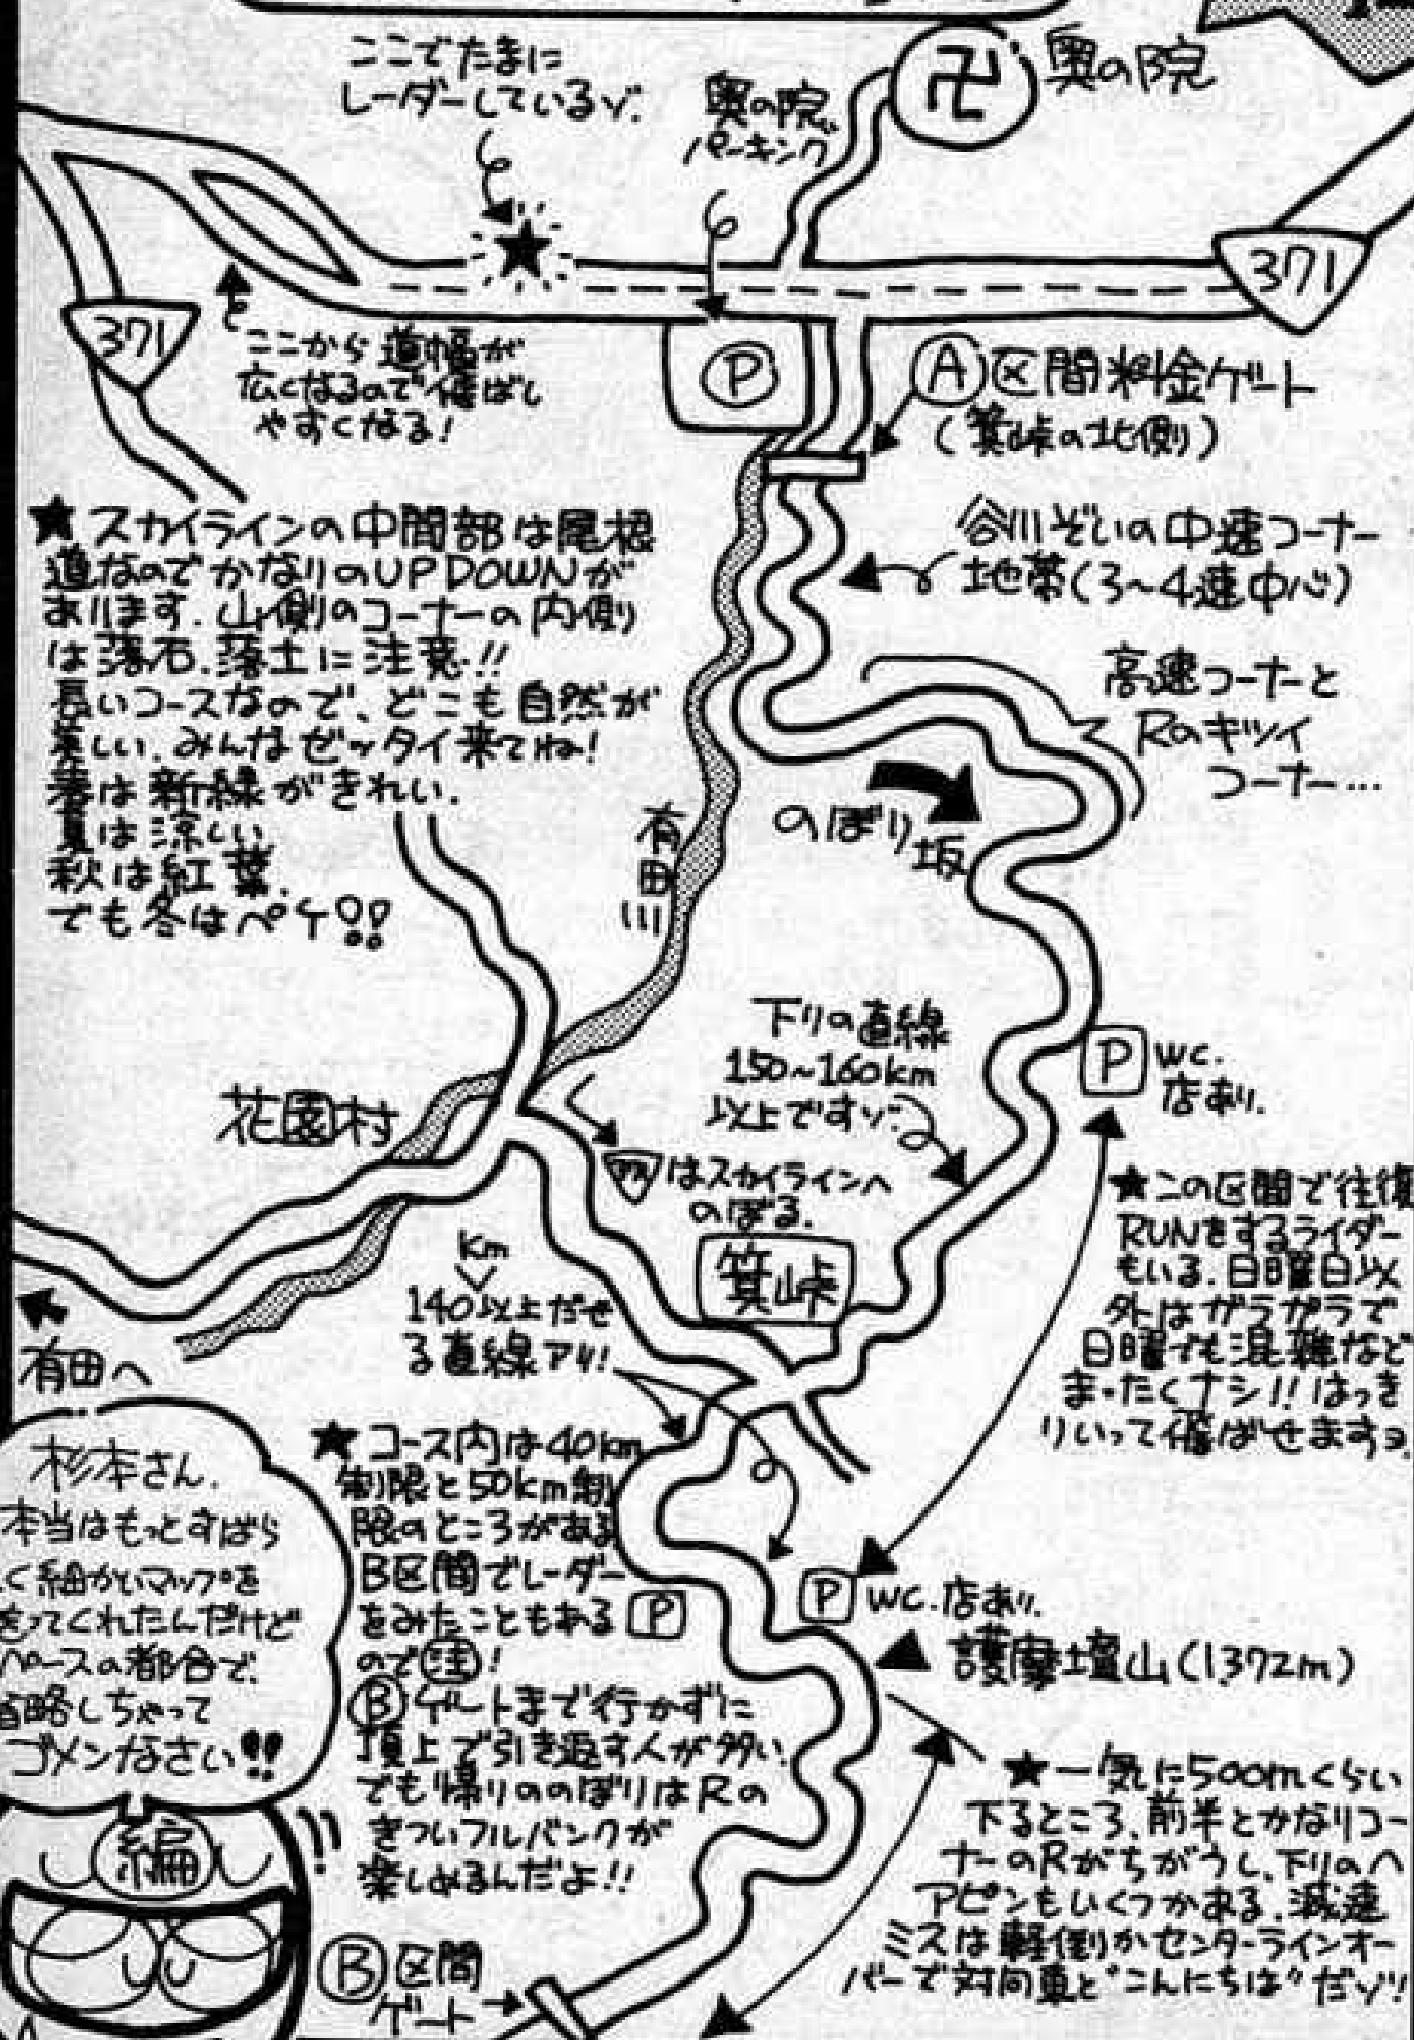 ここでたまに
レーダーしているゾ.
奥の院
パーキング
卍
奥の院
371
371
ここから道幅が
広くなるので飛ばし
やすくなる!
P
A区間料金ゲート
(箕峠の北側)
★スカイラインの中間部は尾根
道なのでかなりのUP DOWNが
あります.山側のコーナーの内側
は落石.落土に注意!!
長いコースなので、どこも自然が
美しい.みんなゼッタイ来てね!
春は新緑がきれい.
夏は涼しい
秋は紅葉.
でも冬はペケ!!
谷川ぞいの中速コーナー
地帯(3~4速中心)
高速コーナーと
Rのキツイ
コーナー…
のぼり坂
有田川
下りの直線
150~160km
以上ですゾ.
P WC.
店あり.
花園村
371はスカイラインへ
のぼる.
箕峠
km
140以上だせ
る直線アリ!
有田へ
★この区間で往復
RUNをするライダー
もいる.日曜日以
外はガラガラで
日曜でも混雑など
まったくナシ!!はっき
りいって飛ばせますヨ.
杉本さん.
本当はもっとすばら
く細かいマップを
をってくれたんだけど
ペースの都合で.
省略しちゃって
ゴメンなさい!!
編
★コース内は40km
制限と50km制
限のところがある
B区間でレーダー
をみたこともある
ので注!
P
Bゲートまで行かずに
頂上で引き返す人が多い
でも帰りののぼりはRの
きついフルバンクが
楽しめるんだよ!!
P WC.店あり.
護摩壇山(1372m)
★一気に500mくらい
下るところ.前半とかなりコー
ナーのRがちがうし、下りのヘ
アピンもいくつかある.減速
ミスは転倒かセンターラインオー
バーで対向車と"こんにちは"だゾ!!
B区間
ゲート